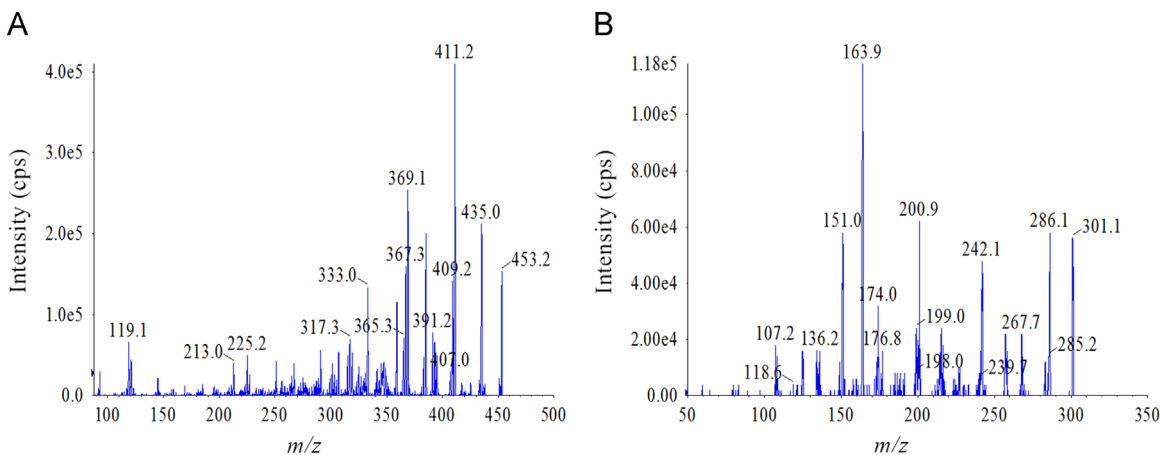 A
B
Intensity (cps)
4.0e5
3.0e5
2.0e5
1.0e5
0.0
411.2
369.1
435.0
367.3
409.2
453.2
333.0
317.3
365.3
391.2
119.1
213.0
225.2
407.0
100 150 200 250 300 350 400 450 500
m/z
Intensity (cps)
1.18e5
1.00e5
8.00e4
6.00e4
4.00e4
2.00e4
0.00
163.9
151.0
200.9
286.1
301.1
242.1
174.0
199.0
107.2
136.2
176.8
267.7
285.2
118.6
198.0
239.7
50 100 150 200 250 300 350
m/z